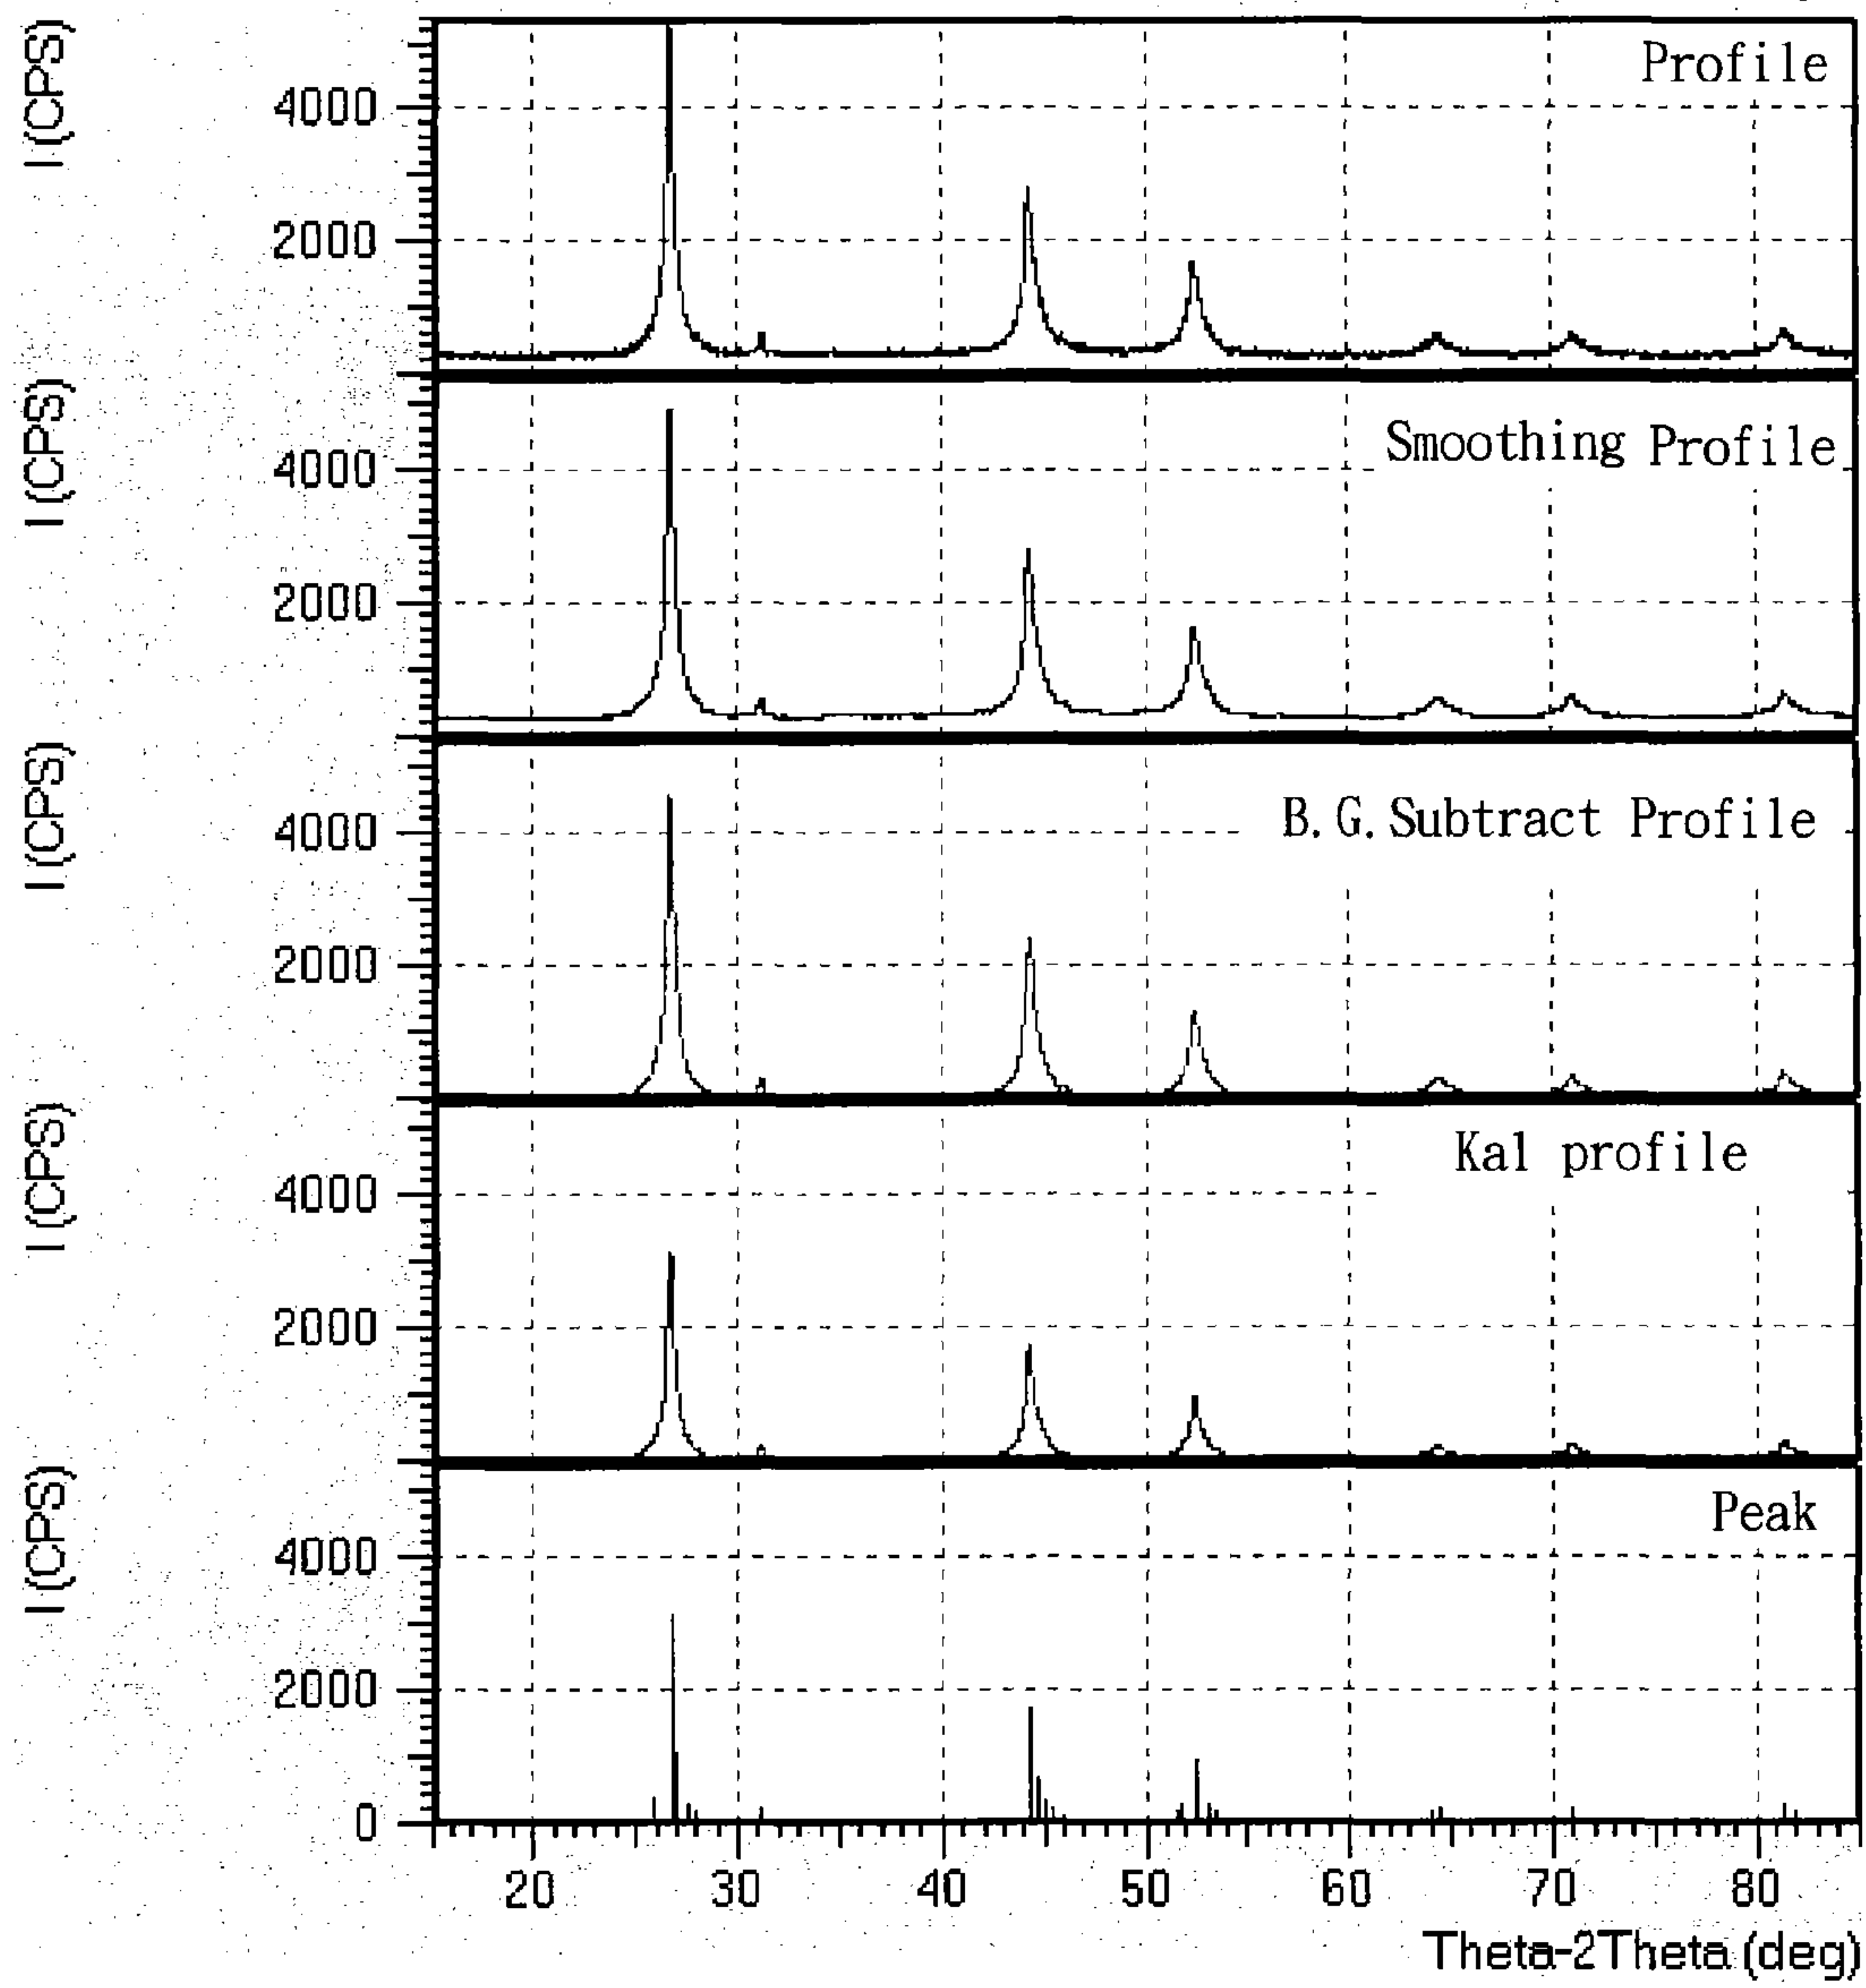 I(CPS)
4000
2000
Profile
I(CPS)
4000
2000
Smoothing Profile
I(CPS)
4000
2000
B.G.Subtract Profile
I(CPS)
4000
2000
Kal profile
I(CPS)
4000
2000
0
Peak
20 30 40 50 60 70 80
Theta-2Theta (deg)